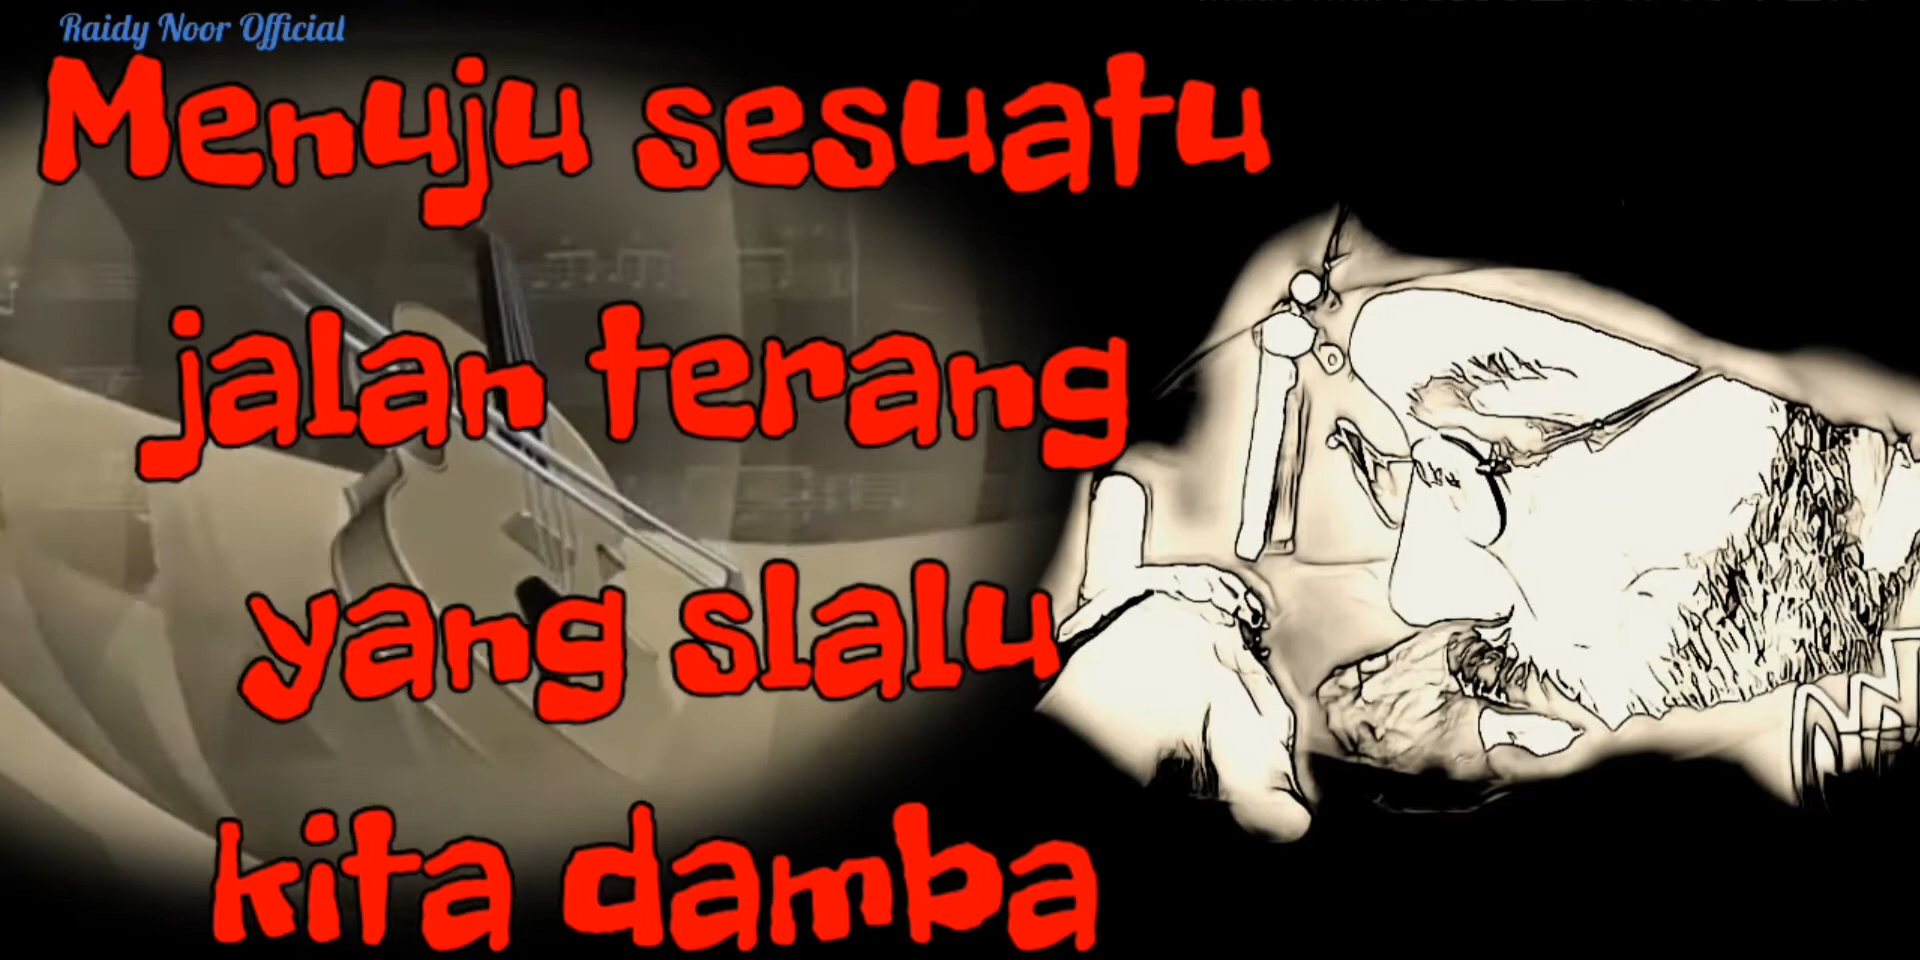 Raidy Noor Official
Menuju sesuatu
jalan terang
yang slalu
kita damba